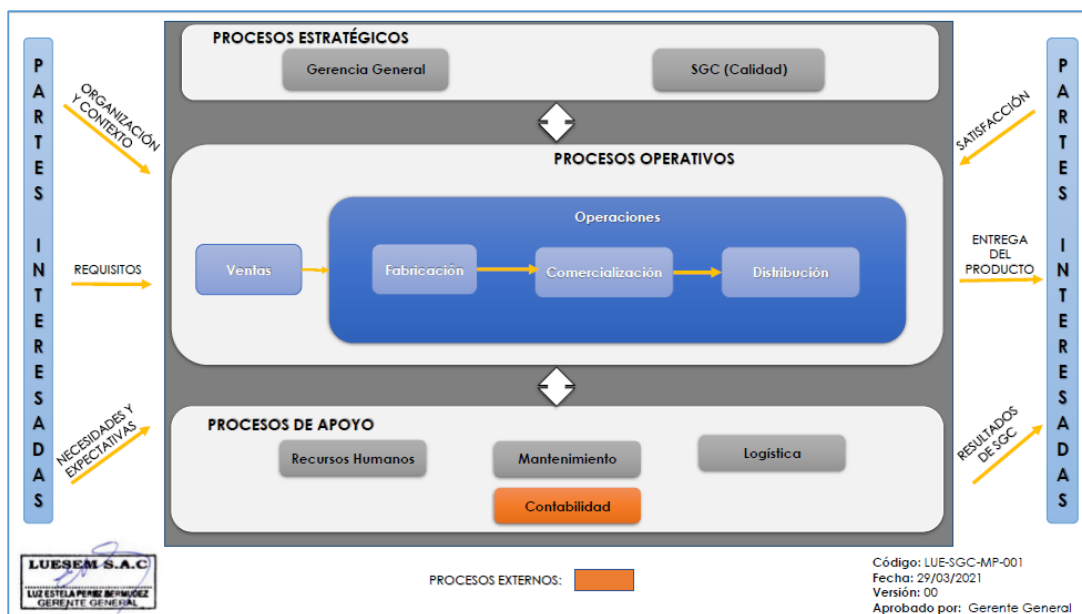 PROCESOS ESTRATÉGICOS
Gerencia General
SGC (Calidad)
PARTES INTERESADAS
ORGANIZACIÓN
Y CONTEXTO
REQUISITOS
NECESIDADES Y
EXPECTATIVAS
PROCESOS OPERATIVOS
Operaciones
Ventas
Fabricación
Comercialización
Distribución
PROCESOS DE APOYO
Recursos Humanos
Mantenimiento
Logística
Contabilidad
SATISFACCIÓN
ENTREGA
DEL
PRODUCTO
RESULTADOS
DE SGC
PARTES INTERESADAS
LUESEM S.A.C
LUZ ESTELA PEREZ BERMUDEZ
GERENTE GENERAL
PROCESOS EXTERNOS:
Código: LUE-SGC-MP-001
Fecha: 29/03/2021
Versión: 00
Aprobado por: Gerente General